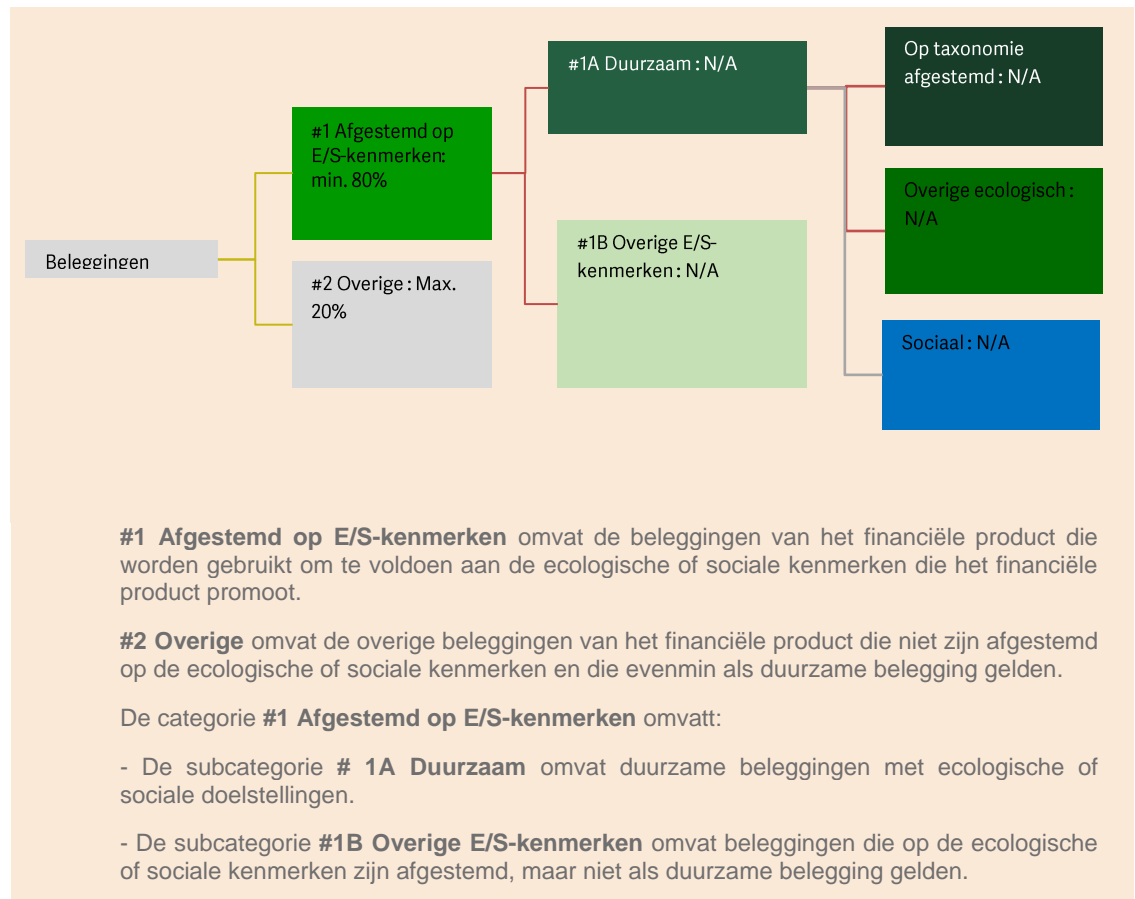 Beleggingen
#1 Afgestemd op
E/S-kenmerken:
min. 80%
#2 Overige : Max.
20%
#1A Duurzaam : N/A
#1B Overige E/S-
kenmerken : N/A
Op taxonomie
afgestemd : N/A
Overige ecologisch :
N/A
Sociaal : N/A
#1 Afgestemd op E/S-kenmerken omvat de beleggingen van het financiële product die
worden gebruikt om te voldoen aan de ecologische of sociale kenmerken die het financiële
product promoot.
#2 Overige omvat de overige beleggingen van het financiële product die niet zijn afgestemd
op de ecologische of sociale kenmerken en die evenmin als duurzame belegging gelden.
De categorie #1 Afgestemd op E/S-kenmerken omvatt:
- De subcategorie # 1A Duurzaam omvat duurzame beleggingen met ecologische of
sociale doelstellingen.
- De subcategorie #1B Overige E/S-kenmerken omvat beleggingen die op de ecologische
of sociale kenmerken zijn afgestemd, maar niet als duurzame belegging gelden.